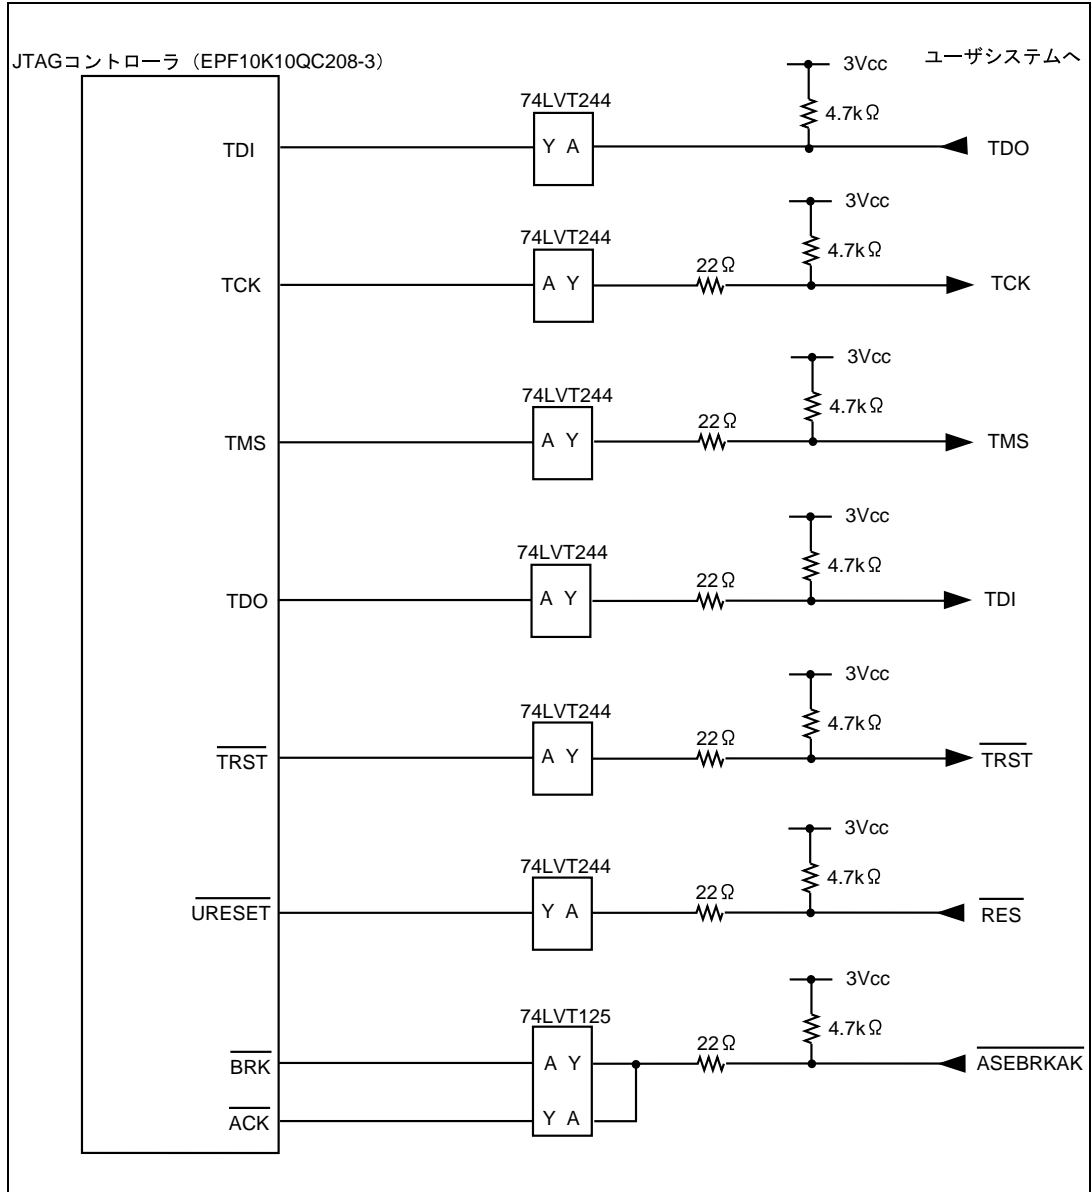 JTAGコントローラ（EPF10K10QC208-3）
ユーザシステムへ
3Vcc
74LVT244
4.7kΩ
TDI
Y A
TDO
3Vcc
74LVT244
4.7kΩ
22Ω
TCK
A Y
TCK
3Vcc
74LVT244
4.7kΩ
22Ω
TMS
A Y
TMS
3Vcc
74LVT244
4.7kΩ
22Ω
TDO
A Y
TDI
3Vcc
74LVT244
4.7kΩ
22Ω
TRST
A Y
TRST
3Vcc
74LVT244
4.7kΩ
22Ω
URESET
Y A
RES
3Vcc
74LVT125
4.7kΩ
22Ω
BRK
A Y
ASEBRKAK
ACK
Y A